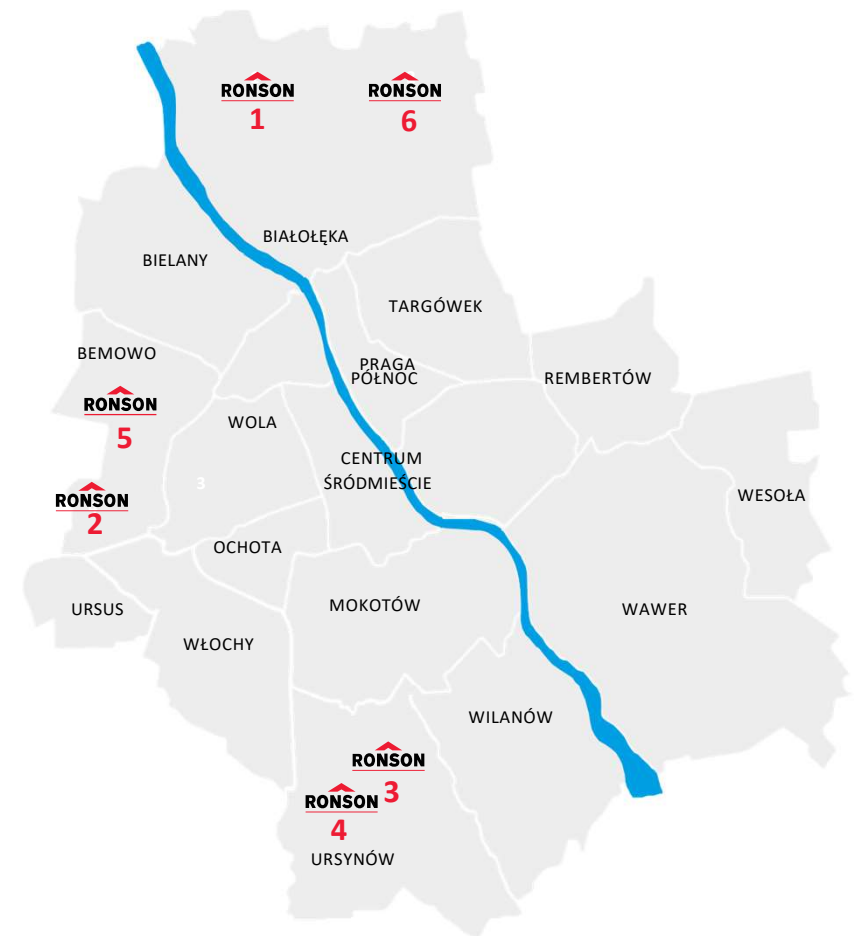 RONSON
1
RONSON
6
BIAŁOŁĘKA
BIELANY
TARGÓWEK
BEMOWO
PRAGA
PÓŁNOC
REMBERTÓW
RONSON
5
WOLA
CENTRUM
ŚRÓDMIEŚCIE
3
WESOŁA
RONSON
2
OCHOTA
URSUS
MOKOTÓW
WAWER
WŁOCHY
WILANÓW
RONSON
3
RONSON
4
URSYNÓW